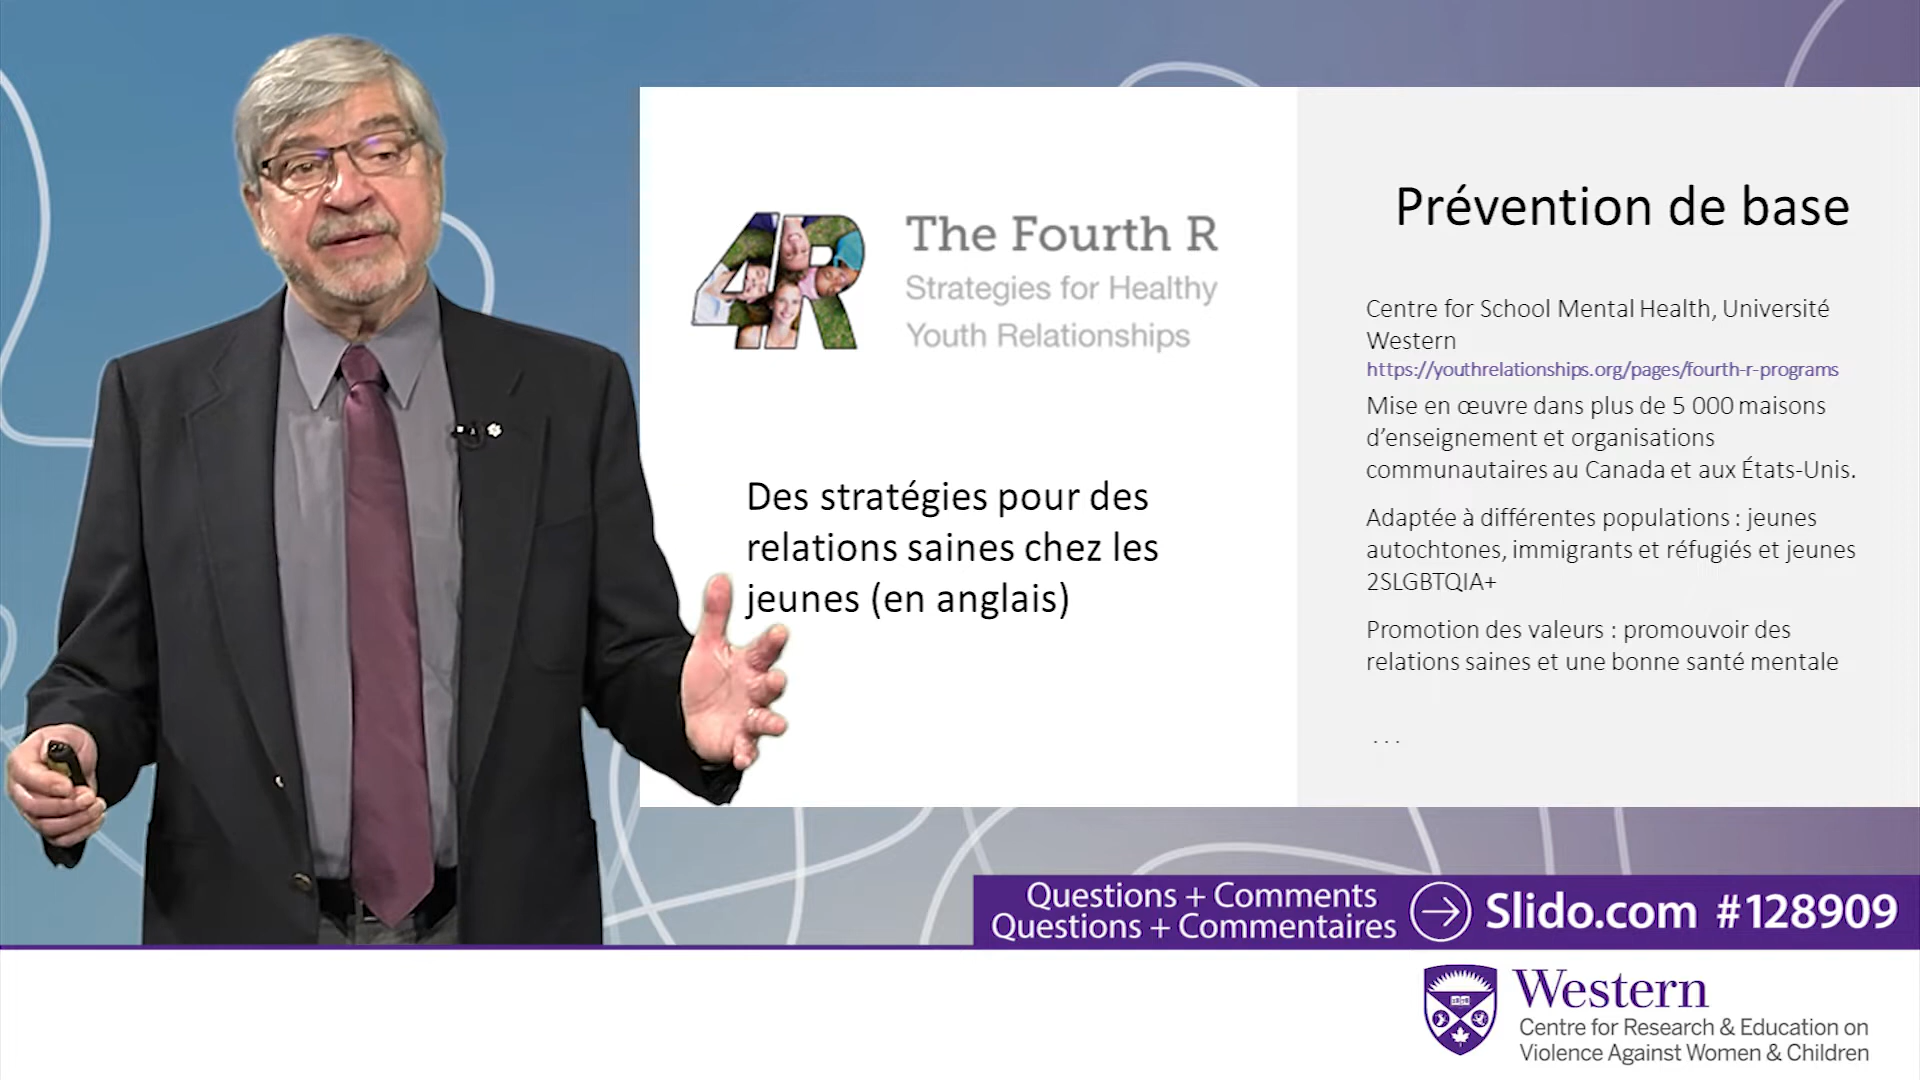 The Fourth R
Strategies for Healthy
Youth Relationships
Des stratégies pour des
relations saines chez les
jeunes (en anglais)
Prévention de base
Centre for School Mental Health, Université
Western
https://youthrelationships.org/pages/fourth-r-programs
Mise en œuvre dans plus de 5 000 maisons
d’enseignement et organisations
communautaires au Canada et aux États-Unis.
Adaptée à différentes populations : jeunes
autochtones, immigrants et réfugiés et jeunes
2SLGBTQIA+
Promotion des valeurs : promouvoir des
relations saines et une bonne santé mentale
...
Questions + Comments
Questions + Commentaires
Slido.com #128909
Western
Centre for Research & Education on
Violence Against Women & Children